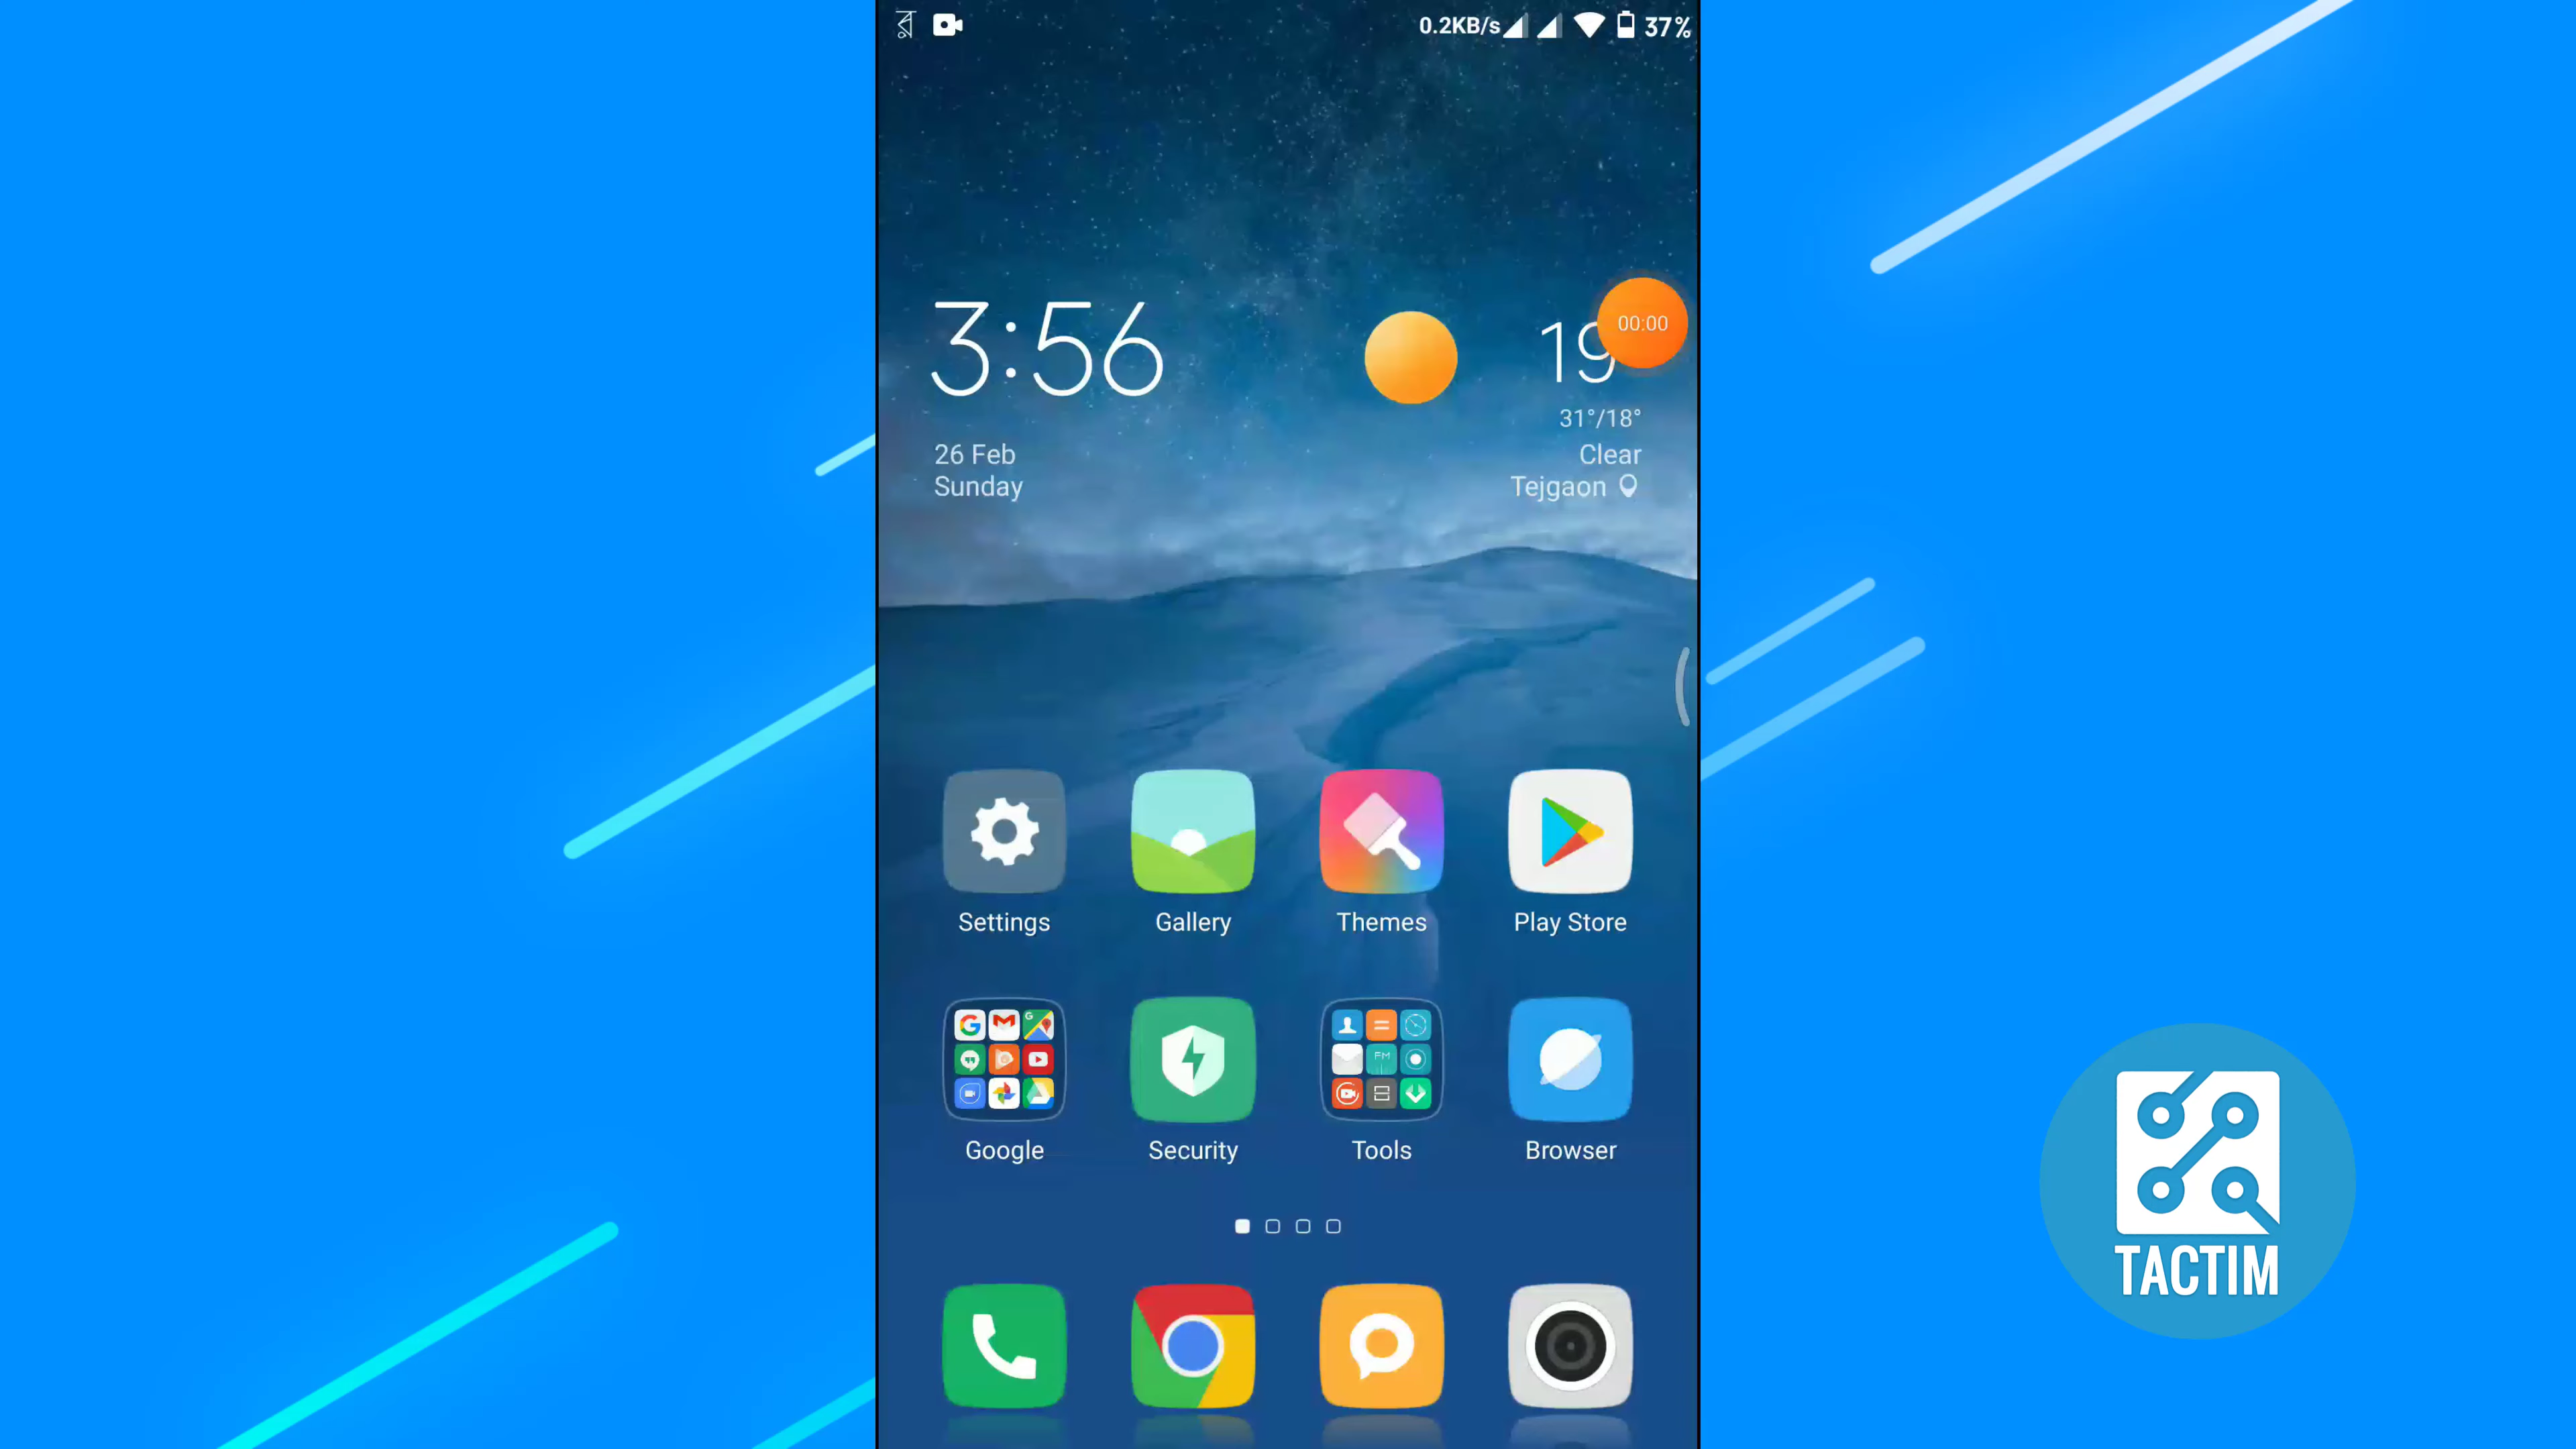 0.2KB/s 37%
3:56
19
00:00
31°/18°
26 Feb
Clear
Sunday
Tejgaon
Settings
Gallery
Themes
Play Store
FM
Google
Security
Tools
Browser
TACTIM